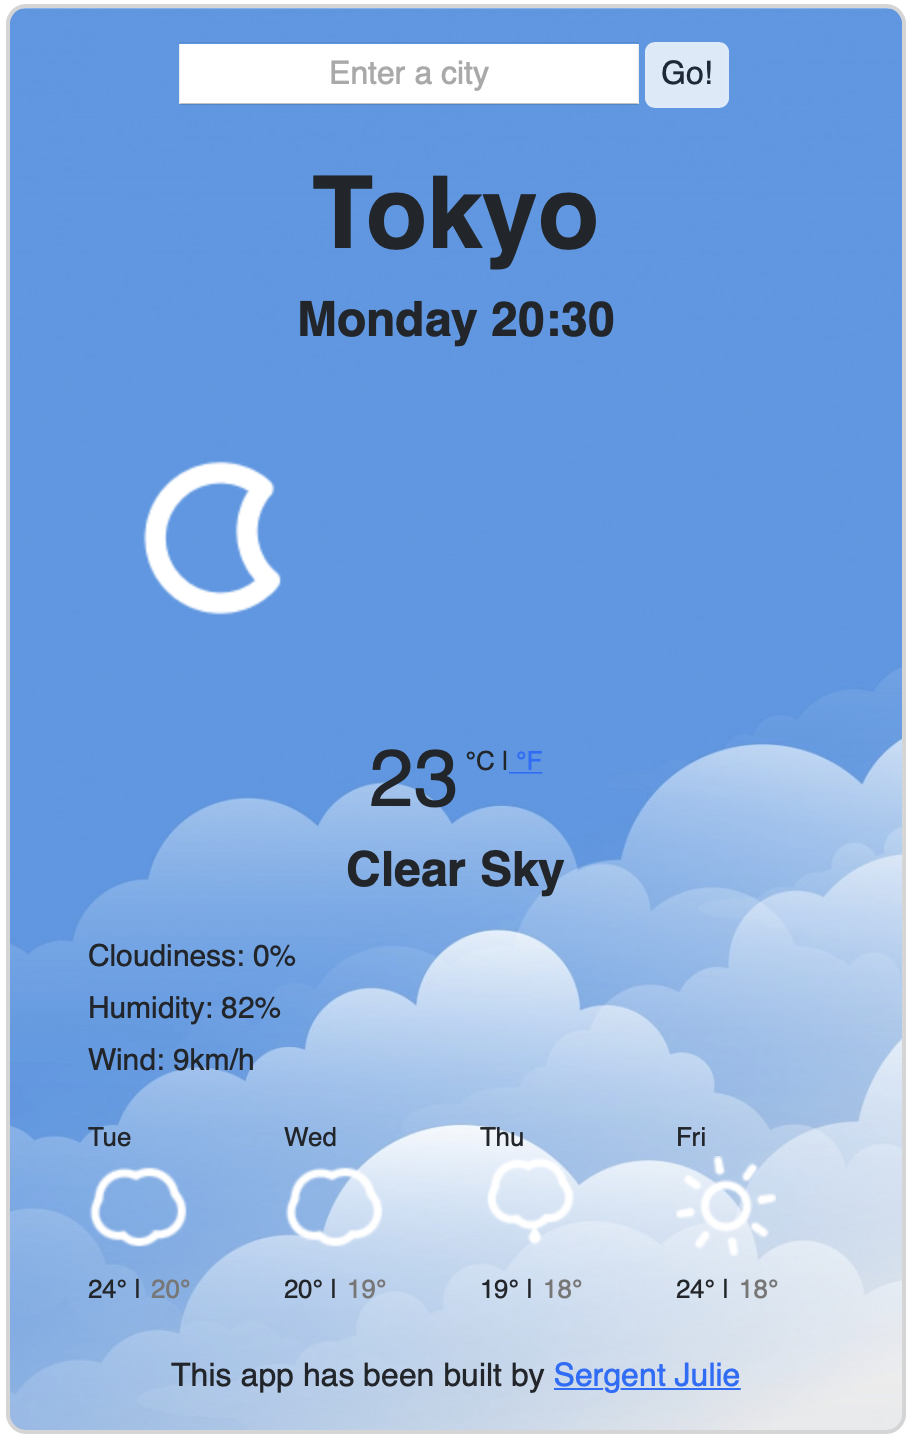 Enter a city Go!
Tokyo
Monday 20:30
23 °C | °F
Clear Sky
Cloudiness: 0%
Humidity: 82%
Wind: 9km/h
Tue Wed Thu Fri
24° | 20° 20° | 19° 19° | 18° 24° | 18°
This app has been built by Sergent Julie